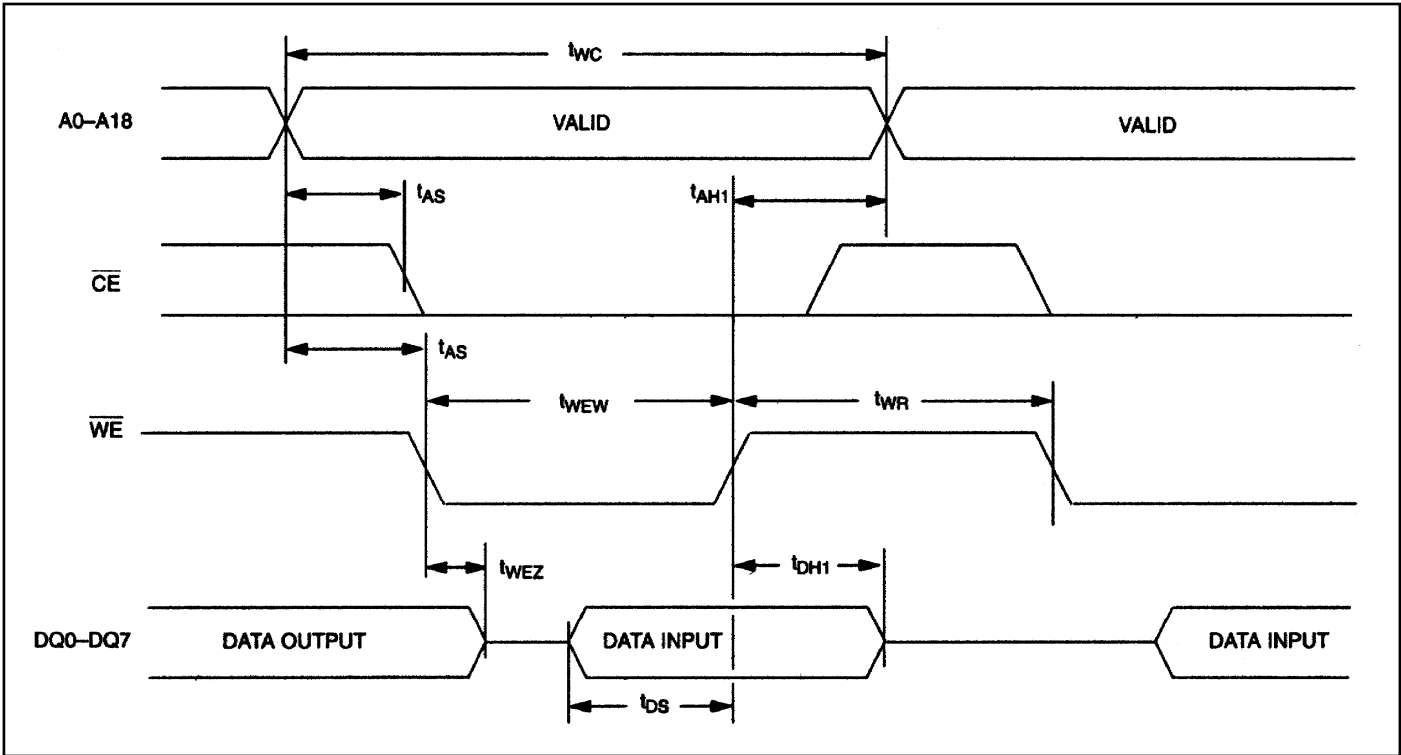 tWC
A0–A18 VALID VALID
tAS tAH1
CE
tAS
tWEW tWR
WE
tWEZ tDH1
DQ0–DQ7 DATA OUTPUT DATA INPUT DATA INPUT
tDS